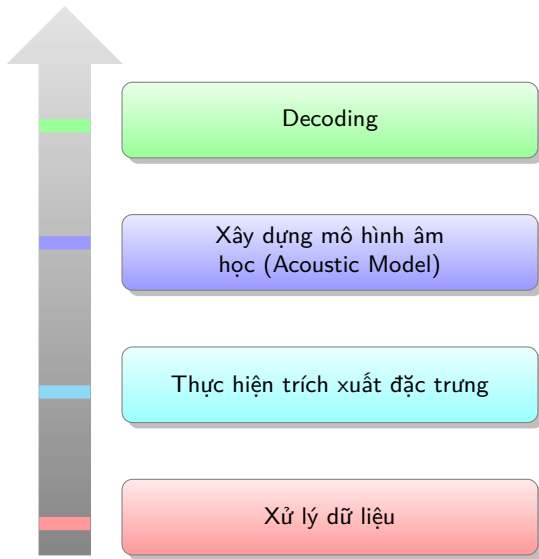 Decoding
Xây dựng mô hình âm
học (Acoustic Model)
Thực hiện trích xuất đặc trưng
Xử lý dữ liệu